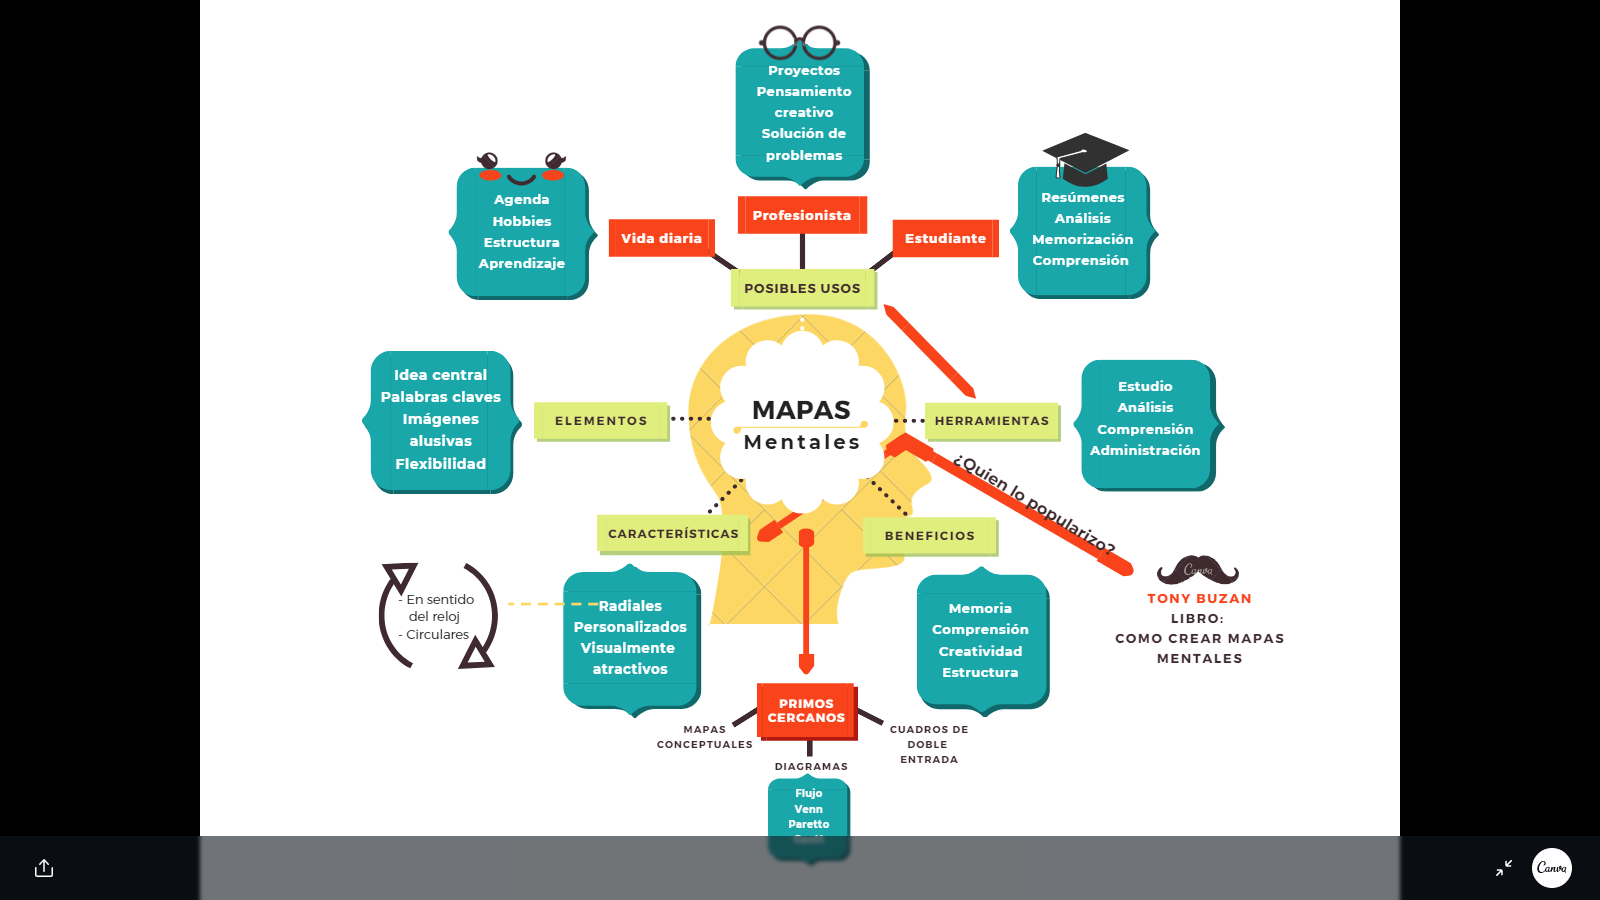 Proyectos
Pensamiento
creativo
Solución de
problemas
Profesionista
Agenda
Hobbies
Estructura
Aprendizaje
Vida diaria
Estudiante
Resúmenes
Análisis
Memorización
Comprensión
POSIBLES USOS
Idea central
Palabras claves
Imágenes
alusivas
Flexibilidad
ELEMENTOS
MAPAS
Mentales
HERRAMIENTAS
Estudio
Análisis
Comprensión
Administración
¿Quien lo popularizo?
CARACTERÍSTICAS
BENEFICIOS
- En sentido
del reloj
- Circulares
Radiales
Personalizados
Visualmente
atractivos
Memoria
Comprensión
Creatividad
Estructura
Canva
TONY BUZAN
LIBRO:
COMO CREAR MAPAS
MENTALES
PRIMOS
CERCANOS
MAPAS
CONCEPTUALES
DIAGRAMAS
CUADROS DE
DOBLE
ENTRADA
Flujo
Venn
Paretto
Canva